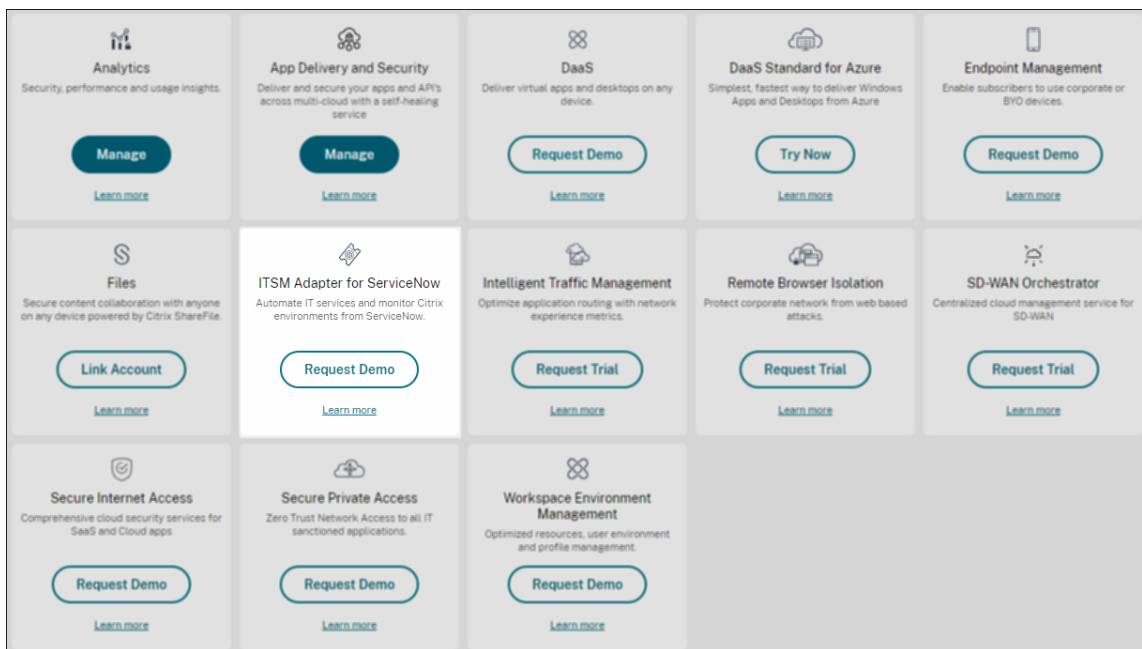 Analytics
Security, performance and usage insights.
Manage
Learn more
App Delivery and Security
Deliver and secure your apps and API's
across multi-cloud with a self-healing
service
Manage
Learn more
DaaS
Deliver virtual apps and desktops on any
device.
Request Demo
Learn more
DaaS Standard for Azure
Simplest, fastest way to deliver Windows
Apps and Desktops from Azure
Try Now
Learn more
Endpoint Management
Enable subscribers to use corporate or
BYO devices.
Request Demo
Learn more
Files
Secure content collaboration with anyone
on any device powered by Citrix ShareFile.
Link Account
Learn more
ITSM Adapter for ServiceNow
Automate IT services and monitor Citrix
environments from ServiceNow.
Request Demo
Learn more
Intelligent Traffic Management
Optimize application routing with network
experience metrics.
Request Trial
Learn more
Remote Browser Isolation
Protect corporate network from web based
attacks.
Request Trial
Learn more
SD-WAN Orchestrator
Centralized cloud management service for
SD-WAN
Request Trial
Learn more
Secure Internet Access
Comprehensive cloud security services for
SaaS and Cloud apps
Request Demo
Learn more
Secure Private Access
Zero Trust Network Access to all IT
sanctioned applications.
Request Demo
Learn more
Workspace Environment
Management
Optimized resources, user environment
and profile management.
Request Demo
Learn more